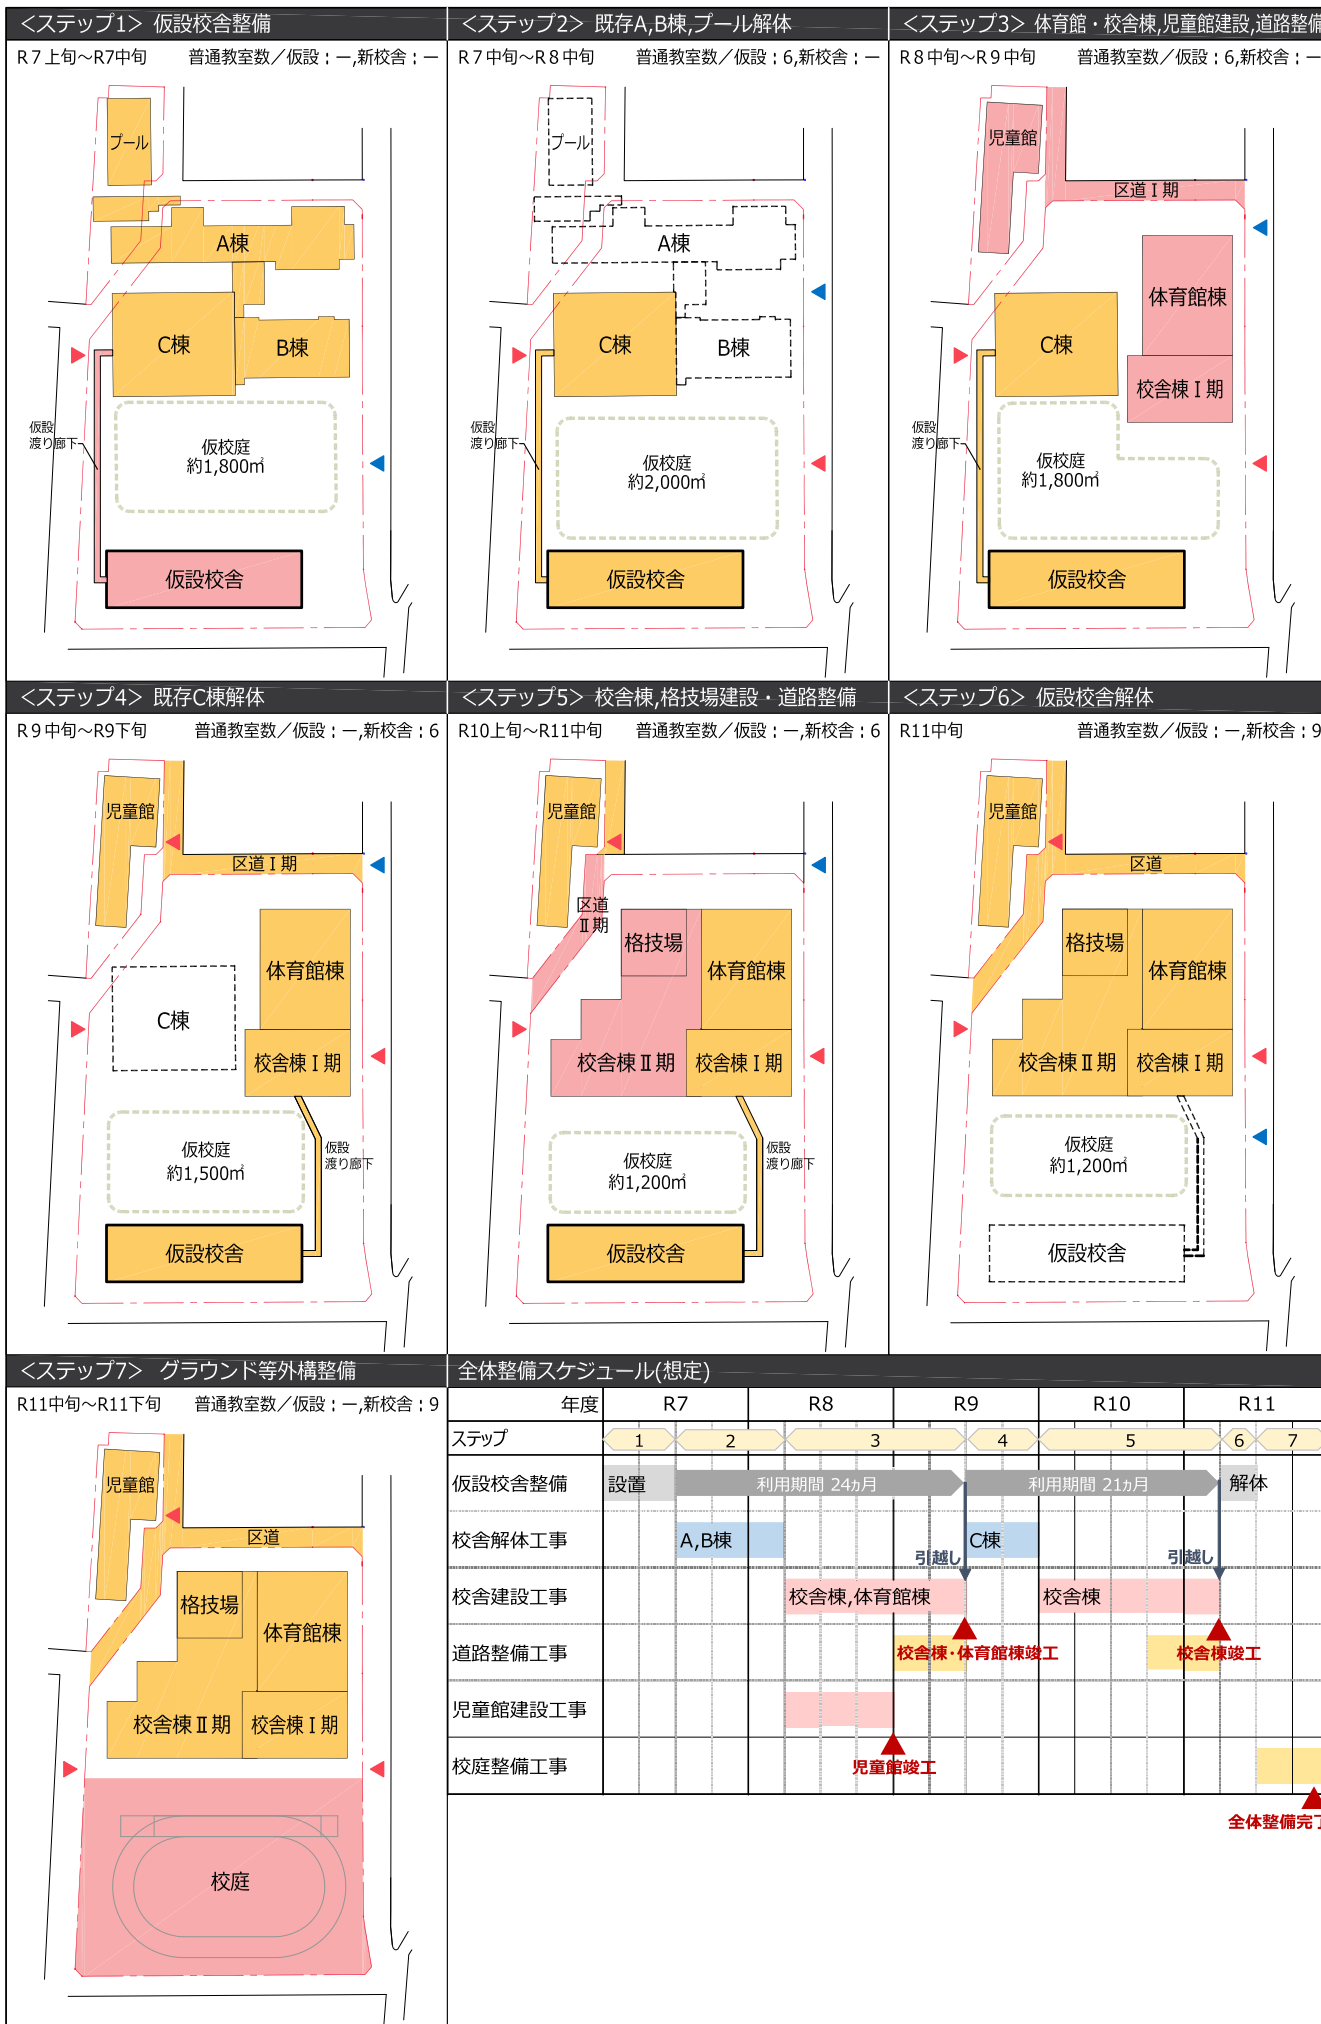 ＜ステップ1＞ 仮設校舎整備
R７上旬～R7中旬 普通教室数／仮設：ー,新校舎：ー
プール
A棟
C棟
B棟
仮設
渡り廊下
仮校庭
約1,800㎡
仮設校舎
＜ステップ2＞ 既存A,B棟,プール解体
R７中旬～R８中旬 普通教室数／仮設：6,新校舎：ー
プール
A棟
C棟
B棟
仮設
渡り廊下
仮校庭
約2,000㎡
仮設校舎
＜ステップ3＞ 体育館・校舎棟,児童館建設,道路整備
R８中旬～R９中旬 普通教室数／仮設：6,新校舎：ー
児童館
区道Ⅰ期
体育館棟
C棟
校舎棟Ⅰ期
仮設
渡り廊下
仮校庭
約1,800㎡
仮設校舎
＜ステップ4＞ 既存C棟解体
R９中旬～R9下旬 普通教室数／仮設：ー,新校舎：6
児童館
区道Ⅰ期
体育館棟
C棟
校舎棟Ⅰ期
仮校庭
約1,500㎡
仮設
渡り廊下
仮設校舎
＜ステップ5＞ 校舎棟,格技場建設・道路整備
R10上旬～R11中旬 普通教室数／仮設：ー,新校舎：6
児童館
区道
Ⅱ期
格技場
体育館棟
校舎棟Ⅱ期
校舎棟Ⅰ期
仮校庭
約1,200㎡
仮設
渡り廊下
仮設校舎
＜ステップ6＞ 仮設校舎解体
R11中旬 普通教室数／仮設：ー,新校舎：9
児童館
区道
格技場
体育館棟
校舎棟Ⅱ期
校舎棟Ⅰ期
仮校庭
約1,200㎡
仮設校舎
＜ステップ7＞ グラウンド等外構整備
R11中旬～R11下旬 普通教室数／仮設：ー,新校舎：9
児童館
区道
格技場
体育館棟
校舎棟Ⅱ期
校舎棟Ⅰ期
校庭
全体整備スケジュール(想定)
年度 R7 R8 R9 R10 R11
ステップ 1 2 3 4 5 6 7
仮設校舎整備 設置 利用期間 24ヵ月 利用期間 21ヵ月 解体
校舎解体工事 A,B棟 C棟
引越し 引越し
校舎建設工事 校舎棟,体育館棟 校舎棟
道路整備工事 校舎棟・体育館棟竣工 校舎棟竣工
児童館建設工事
校庭整備工事 児童館竣工
全体整備完了